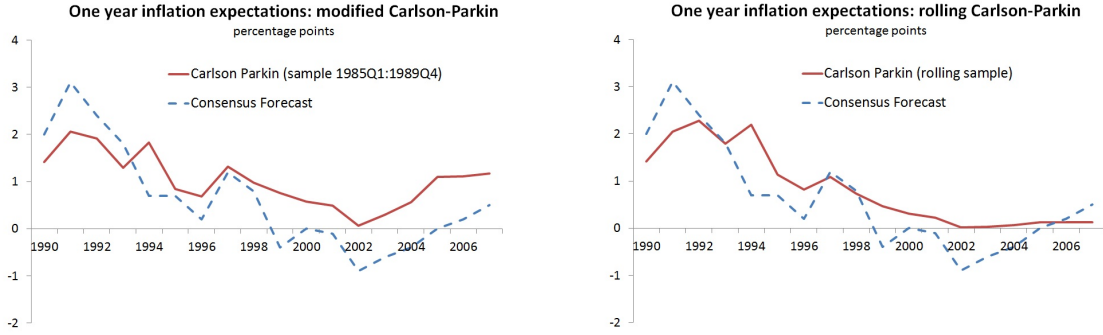 One year inflation expectations: modified Carlson-Parkin
percentage points
4
3
2
1
0
-1
-2
Carlson Parkin (sample 1985Q1:1989Q4)
Consensus Forecast
1990 1992 1994 1996 1998 2000 2002 2004 2006
One year inflation expectations: rolling Carlson-Parkin
percentage points
4
3
2
1
0
-1
-2
Carlson Parkin (rolling sample)
Consensus Forecast
1990 1992 1994 1996 1998 2000 2002 2004 2006